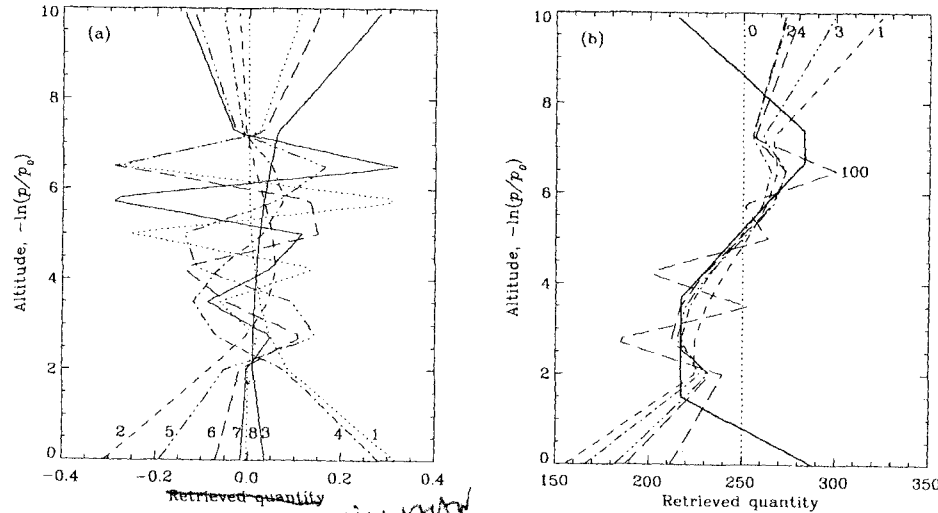 (a)
Altitude, -ln(p/p₀)
10
8
6
4
2
0
2 5 6 7 8 3 4 1
-0.4 -0.2 0.0 0.2 0.4
Retrieved quantity
(b)
Altitude, -ln(p/p₀)
10
8
6
4
2
0
0 24 3 1
100
150 200 250 300 350
Retrieved quantity